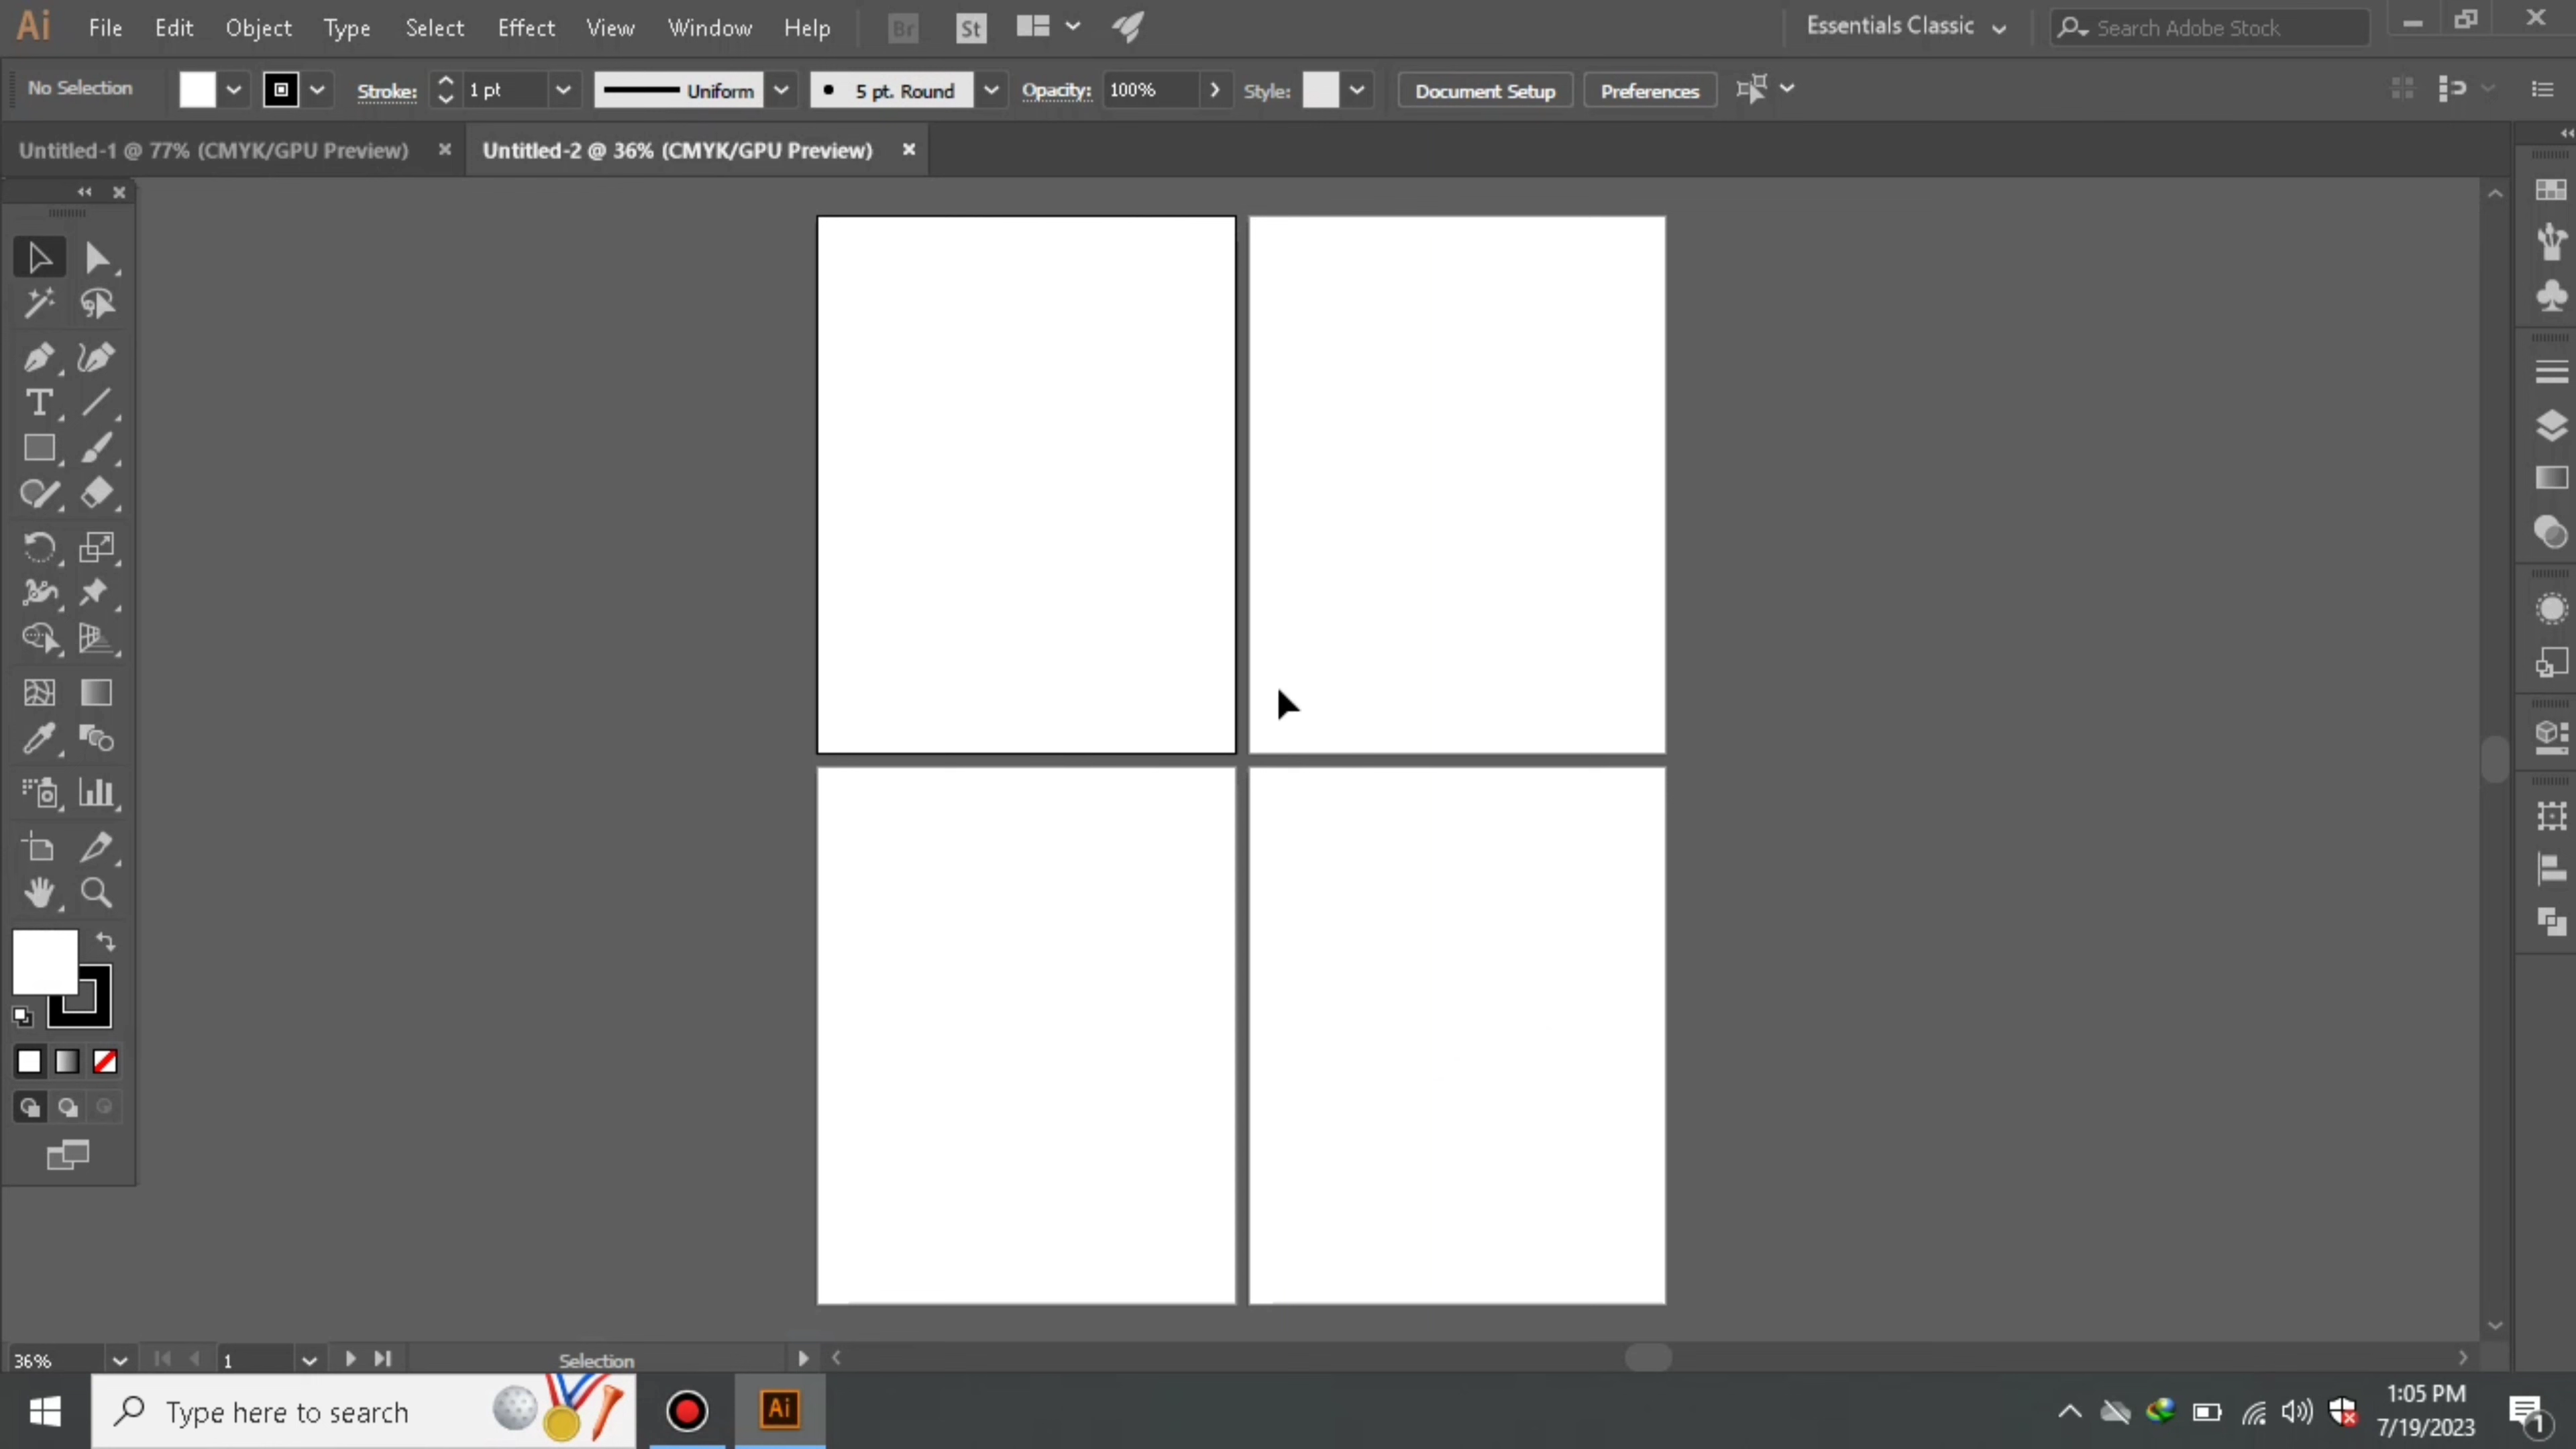 Ai File Edit Object Type Select Effect View Window Help Br St Essentials Classic Search Adobe Stock
No Selection Stroke: 1 pt Uniform 5 pt. Round Opacity: 100% Style: Document Setup Preferences
Untitled-1 @ 77% (CMYK/GPU Preview) × Untitled-2 @ 36% (CMYK/GPU Preview) ×
36% 1 Selection
Type here to search Ai 1:05 PM
7/19/2023 1